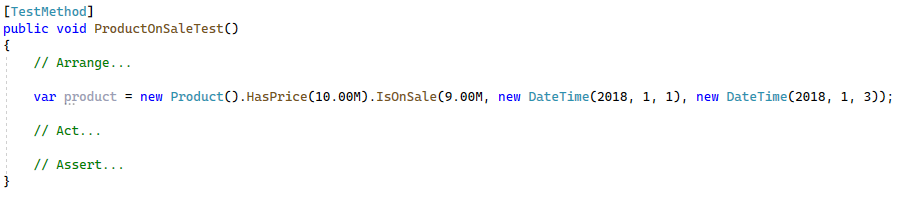 [TestMethod]
public void ProductOnSaleTest()
{
// Arrange...
var product = new Product().HasPrice(10.00M).IsOnSale(9.00M, new DateTime(2018, 1, 1), new DateTime(2018, 1, 3));
// Act...
// Assert...
}